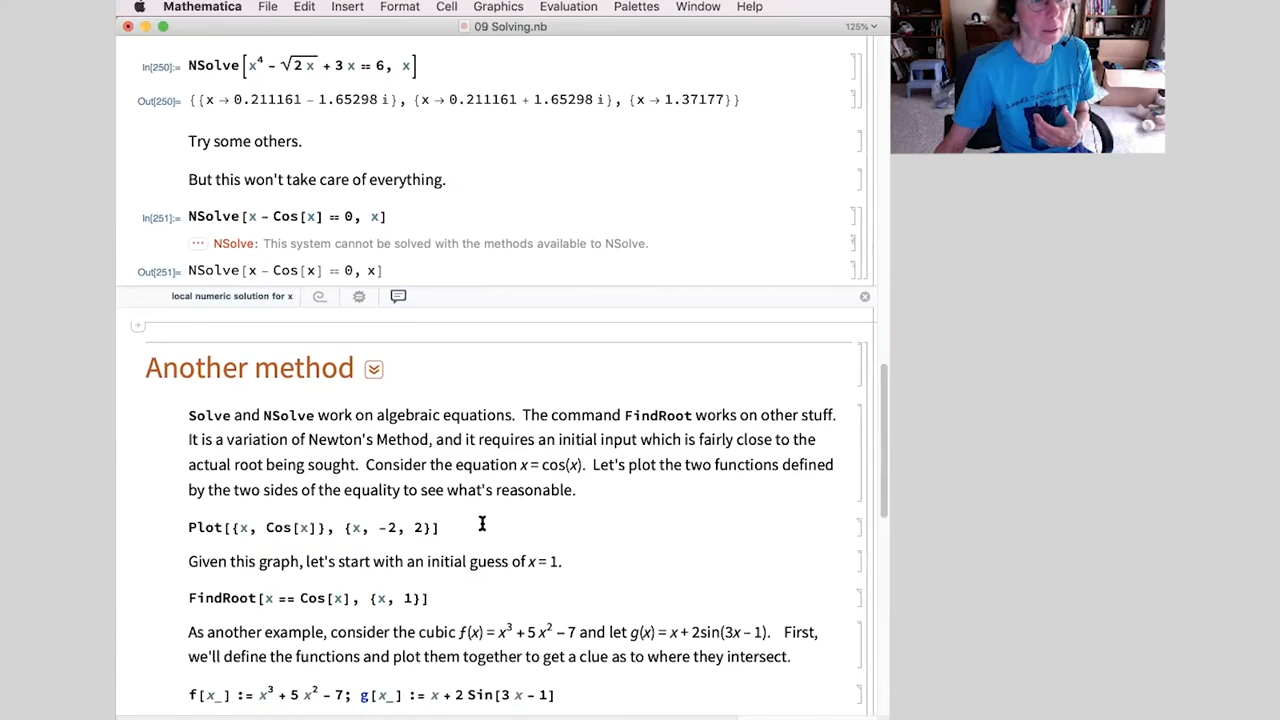 Mathematica File Edit Insert Format Cell Graphics Evaluation Palettes Window Help
09 Solving.nb 125%
In[250]:= NSolve[x^4 - √(2 x) + 3 x == 6, x]
Out[250]= {{x → 0.211161 - 1.65298 i}, {x → 0.211161 + 1.65298 i}, {x → 1.37177}}
Try some others.
But this won't take care of everything.
In[251]:= NSolve[x - Cos[x] == 0, x]
NSolve: This system cannot be solved with the methods available to NSolve.
Out[251]= NSolve[x - Cos[x] == 0, x]
local numeric solution for x
Another method
Solve and NSolve work on algebraic equations. The command FindRoot works on other stuff.
It is a variation of Newton's Method, and it requires an initial input which is fairly close to the
actual root being sought. Consider the equation x = cos(x). Let's plot the two functions defined
by the two sides of the equality to see what's reasonable.
Plot[{x, Cos[x]}, {x, -2, 2}]
Given this graph, let's start with an initial guess of x = 1.
FindRoot[x == Cos[x], {x, 1}]
As another example, consider the cubic f(x) = x³ + 5 x² − 7 and let g(x) = x + 2sin(3x − 1). First,
we'll define the functions and plot them together to get a clue as to where they intersect.
f[x_] := x³ + 5 x² - 7; g[x_] := x + 2 Sin[3 x - 1]